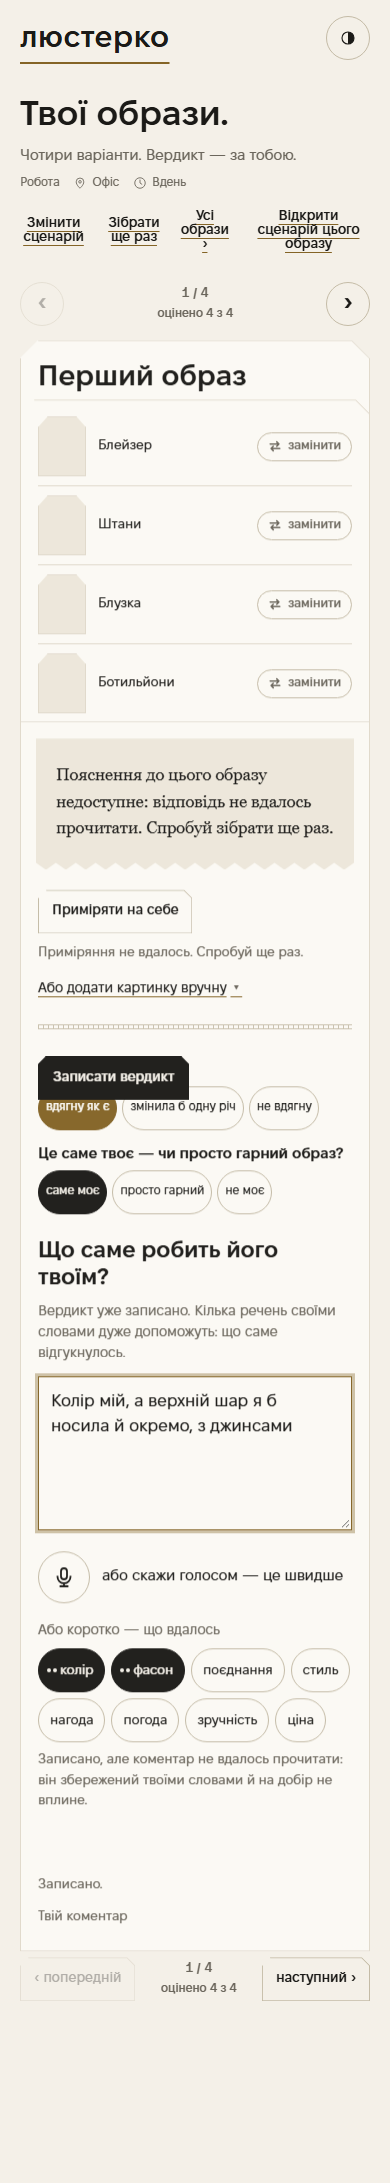 люстерко
Твої образи.
Чотири варіанти. Вердикт — за тобою.
Робота Офіс Вдень
Змінити
сценарій
Зібрати
ще раз
Усі
образи
›
Відкрити
сценарій цього
образу
‹
1 / 4
оцінено 4 з 4
›
Перший образ
Блейзер
⇄ замінити
Штани
⇄ замінити
Блузка
⇄ замінити
Ботильйони
⇄ замінити
Пояснення до цього образу
недоступне: відповідь не вдалось
прочитати. Спробуй зібрати ще раз.
Приміряти на себе
Приміряння не вдалось. Спробуй ще раз.
Або додати картинку вручну ▾
Записати вердикт
вдягну як є
змінила б одну річ
не вдягну
Це саме твоє — чи просто гарний образ?
саме моє
просто гарний
не моє
Що саме робить його
твоїм?
Вердикт уже записано. Кілька речень своїми
словами дуже допоможуть: що саме
відгукнулось.
Колір мій, а верхній шар я б
носила й окремо, з джинсами
або скажи голосом — це швидше
Або коротко — що вдалось
•• колір
•• фасон
поєднання
стиль
нагода
погода
зручність
ціна
Записано, але коментар не вдалось прочитати:
він збережений твоїми словами й на добір не
вплине.
Записано.
Твій коментар
‹ попередній
1 / 4
оцінено 4 з 4
наступний ›